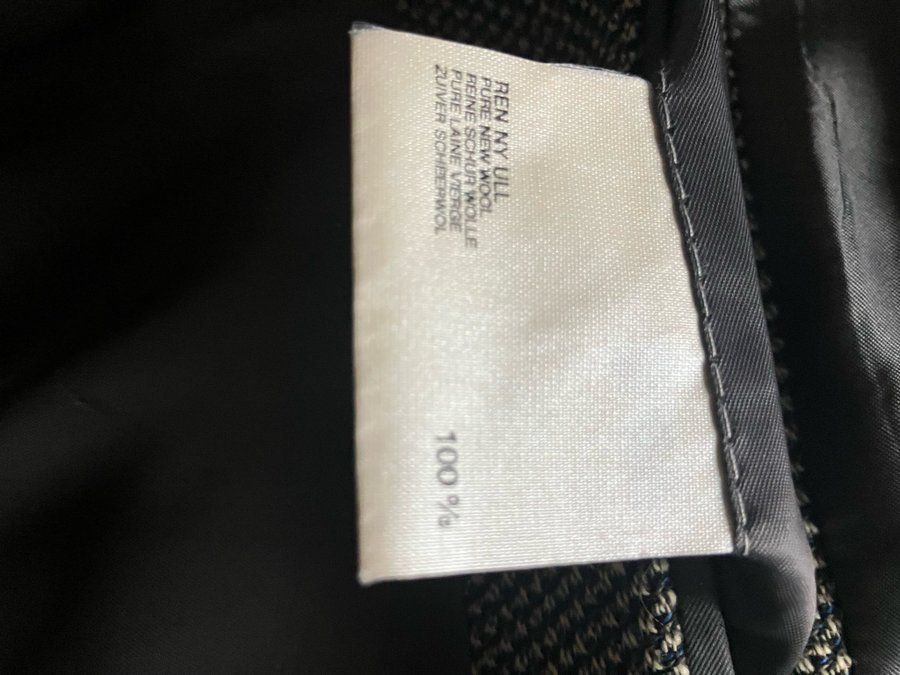 REN NY ULL
PURE NEW WOOL
REINE SCHURWOLLE
PURE LAINE VIERGE
ZUIVER SCHEERWOL
100 %